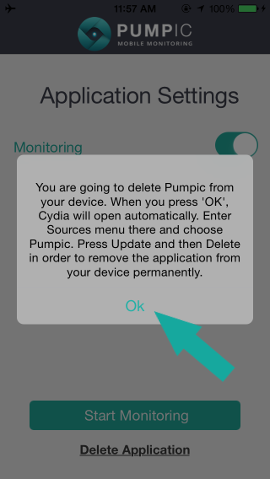 11:57 AM 100%
PUMPIC
MOBILE MONITORING
Application Settings
Monitoring
You are going to delete Pumpic from
your device. When you press 'OK',
Cydia will open automatically. Enter
Sources menu there and choose
Pumpic. Press Update and then Delete
in order to remove the application from
your device permanently.
Ok
Start Monitoring
Delete Application